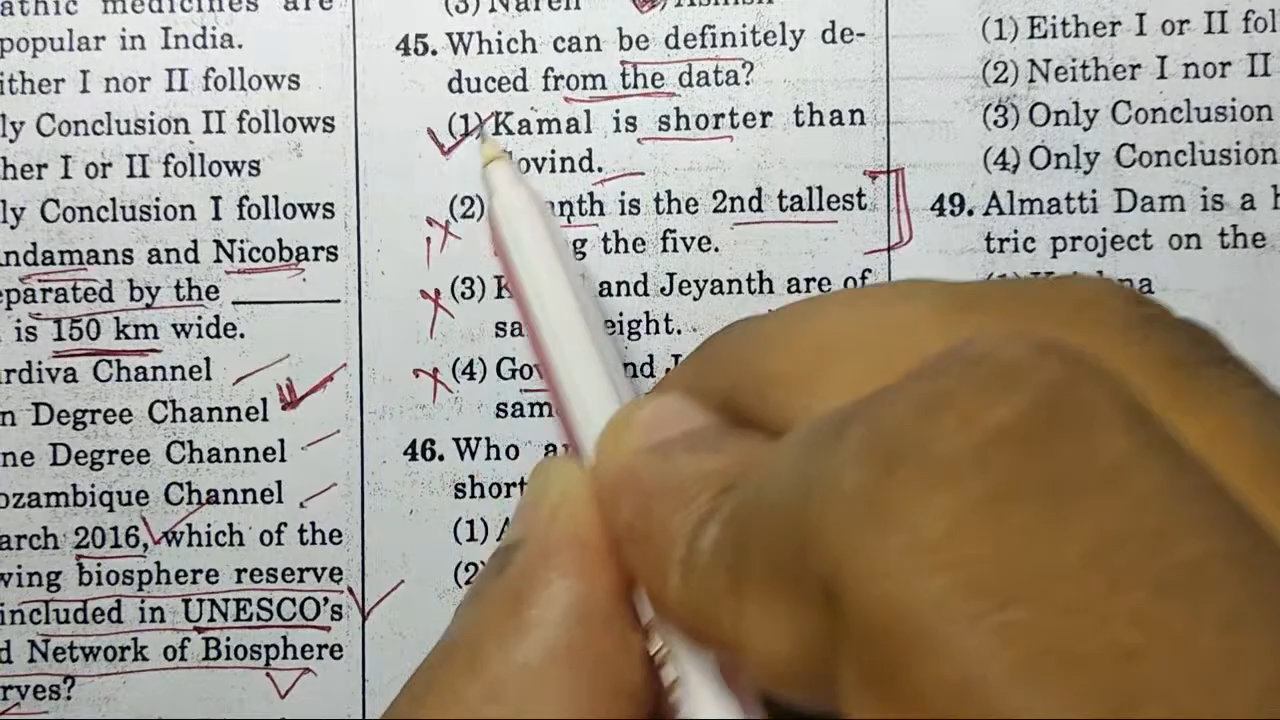 athic medicines are
popular in India.
ither I nor II follows
ly Conclusion II follows
her I or II follows
ly Conclusion I follows
ndamans and Nicobars
eparated by the ______
is 150 km wide.
rdiva Channel
n Degree Channel
ne Degree Channel
ozambique Channel
arch 2016, which of the
wing biosphere reserve
included in UNESCO's
d Network of Biosphere
rves?
(3) Naren
45. Which can be definitely de-
duced from the data?
(1) Kamal is shorter than
ovind.
(2) nth is the 2nd tallest
g the five.
(3) K and Jeyanth are of
sa eight.
(4) Gov nd J
sam
46. Who a
short
(1) A
(2)
(1) Either I or II fol
(2) Neither I nor II
(3) Only Conclusion
(4) Only Conclusion
49. Almatti Dam is a h
tric project on the